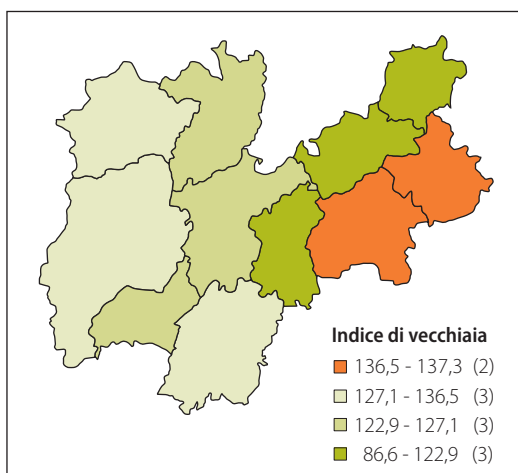 Indice di vecchiaia
136,5 - 137,3 (2)
127,1 - 136,5 (3)
122,9 - 127,1 (3)
86,6 - 122,9 (3)